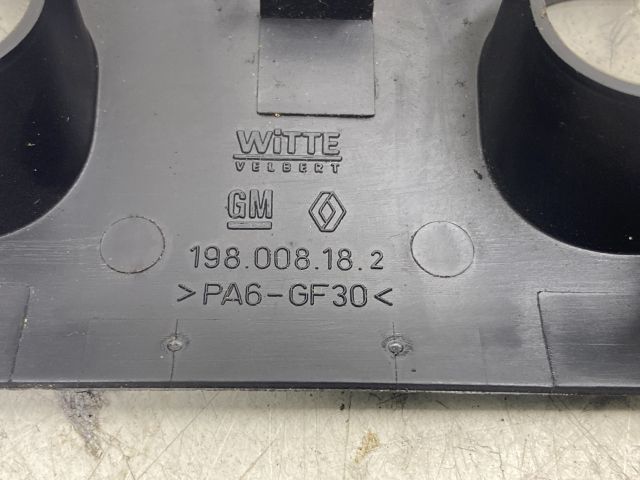 WiTTE
VELBERT
GM
198.008.18.2
>PA6-GF30<